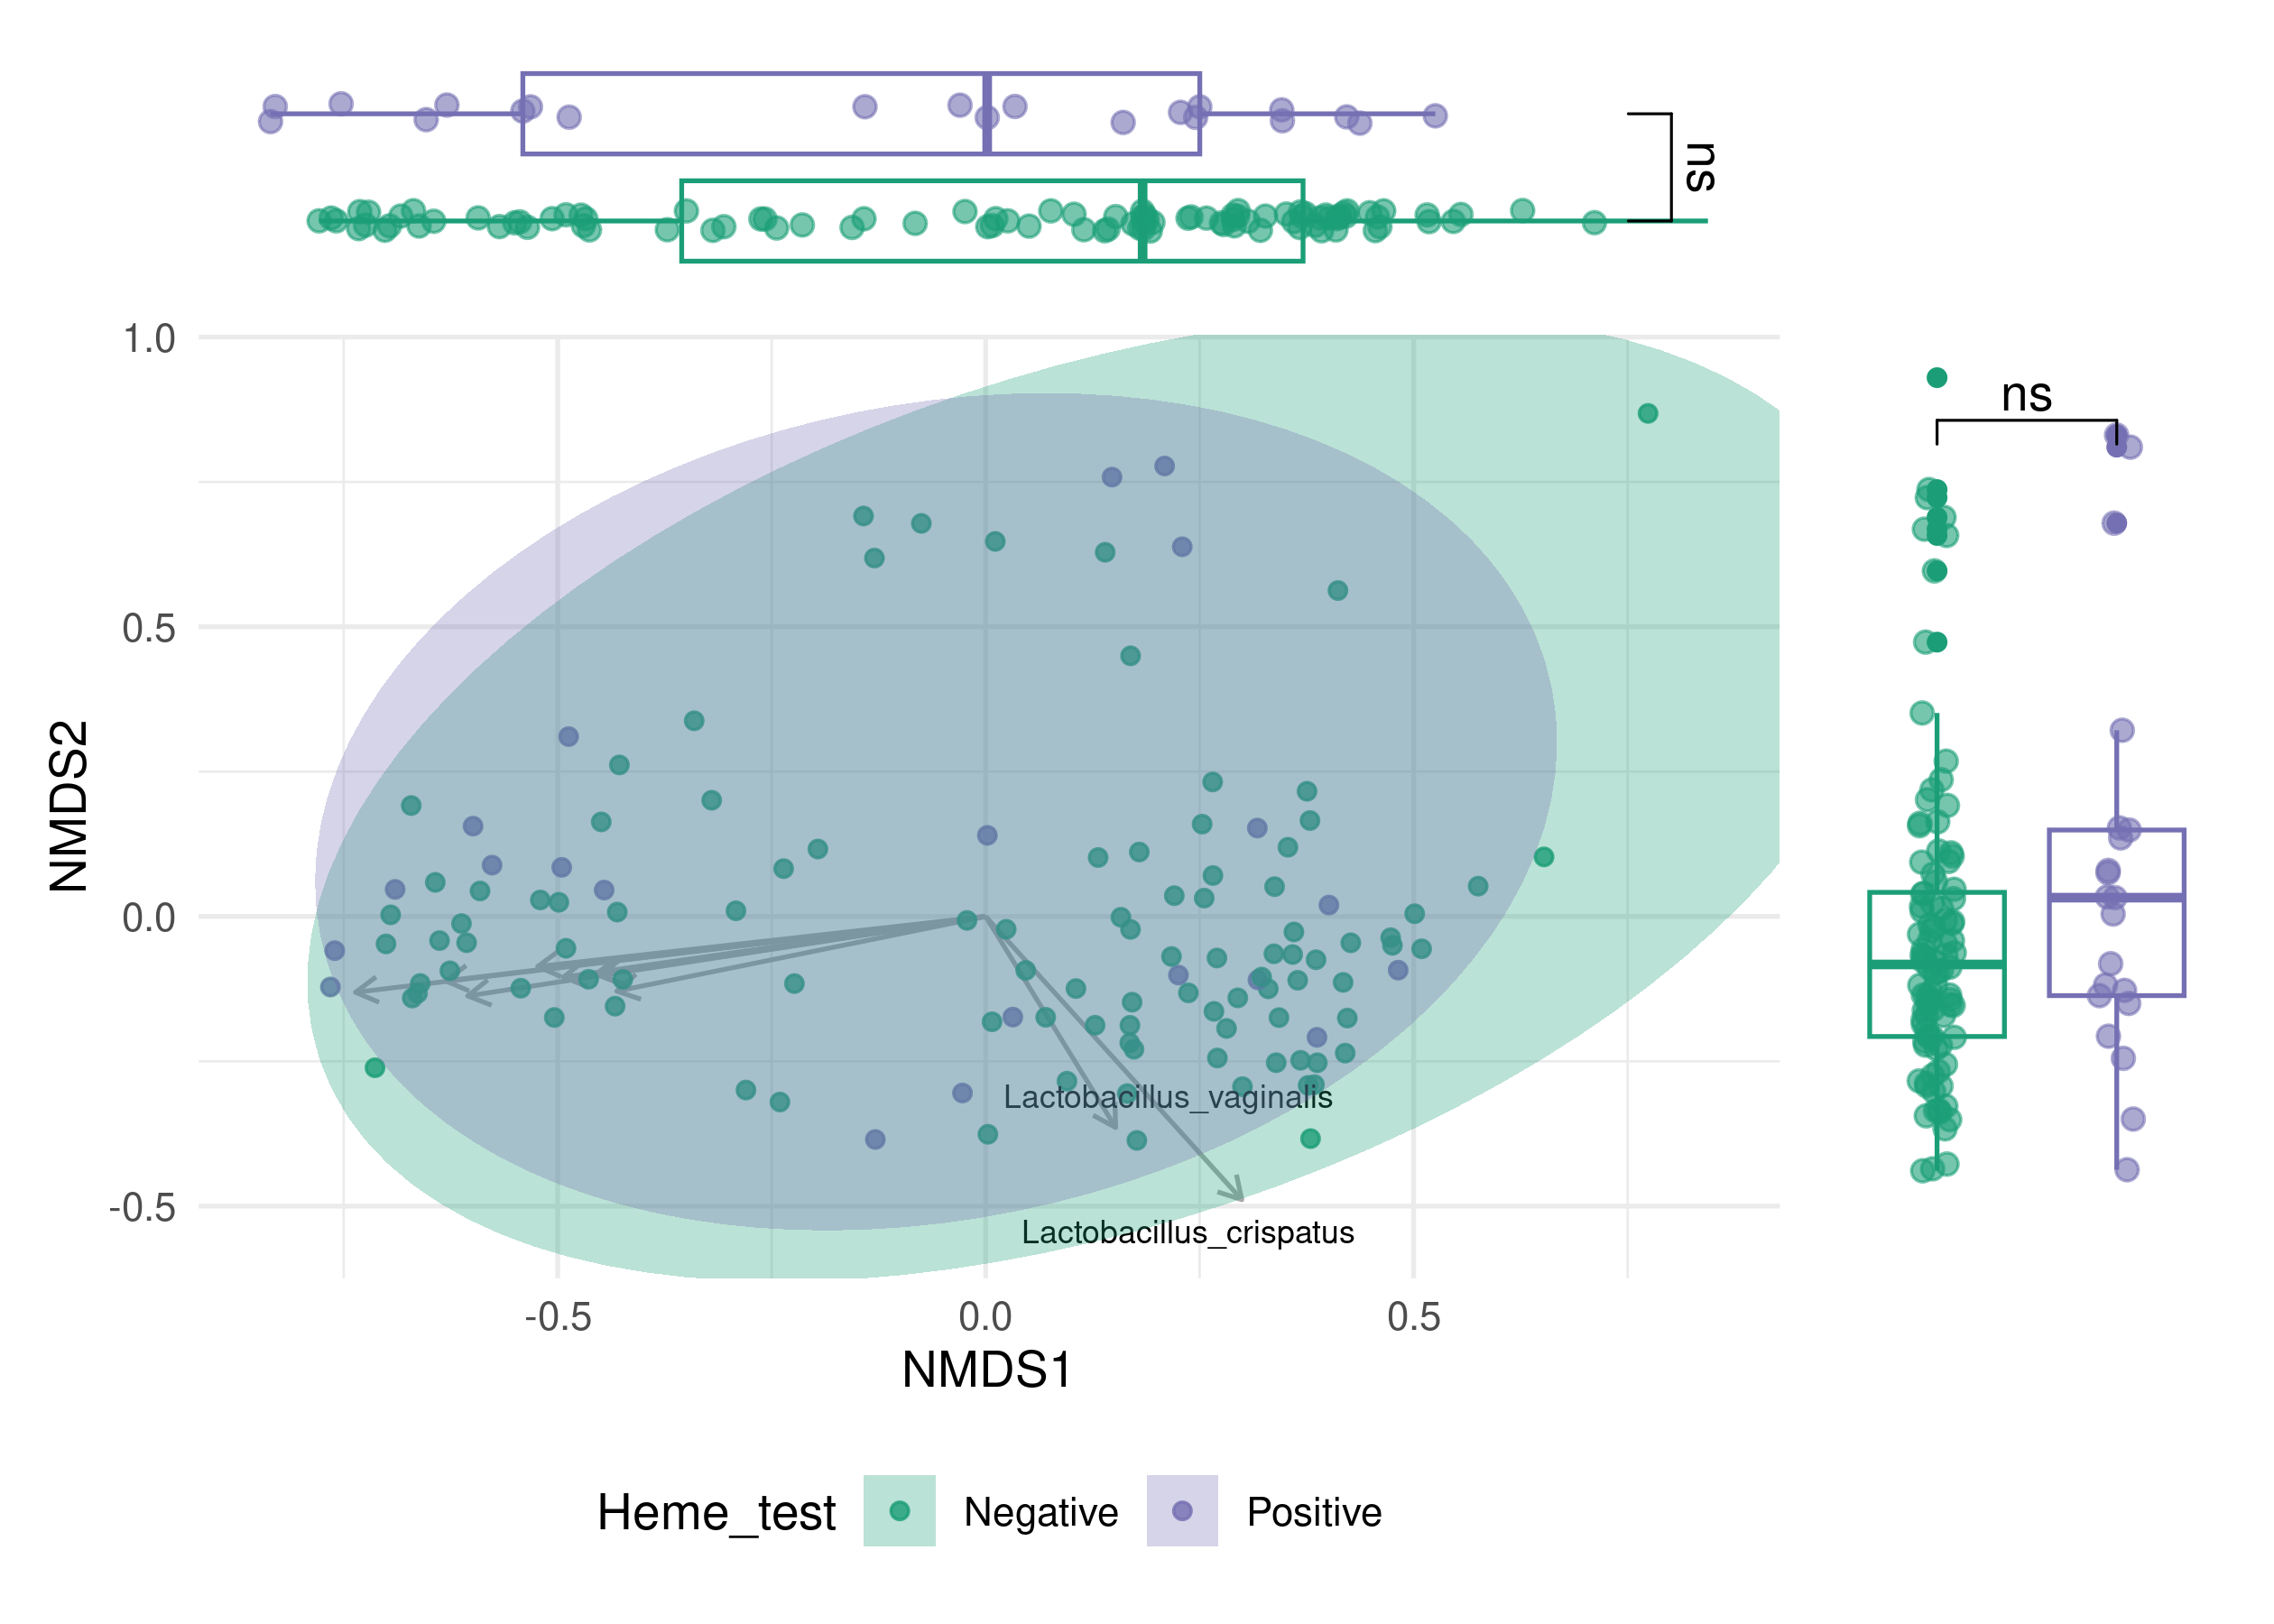 ns
1.0
ns
0.5
NMDS2
0.0
Lactobacillus_vaginalis
-0.5
Lactobacillus_crispatus
-0.5 0.0 0.5
NMDS1
Heme_test Negative Positive